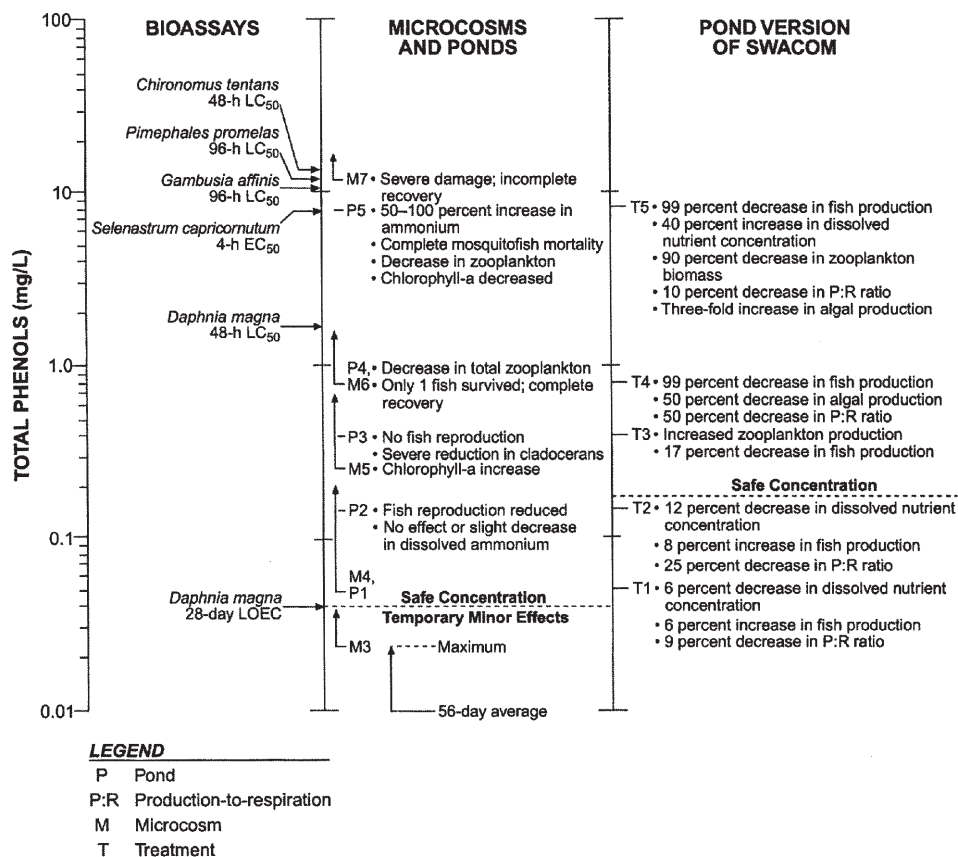 BIOASSAYS
MICROCOSMS
AND PONDS
POND VERSION
OF SWACOM
TOTAL PHENOLS (mg/L)
100
10
1.0
0.1
0.01
Chironomus tentans
48-h LC50
Pimephales promelas
96-h LC50
Gambusia affinis
96-h LC50
Selenastrum capricornutum
4-h EC50
Daphnia magna
48-h LC50
Daphnia magna
28-day LOEC
M7 • Severe damage; incomplete
recovery
P5 • 50–100 percent increase in
ammonium
• Complete mosquitofish mortality
• Decrease in zooplankton
• Chlorophyll-a decreased
P4, • Decrease in total zooplankton
M6 • Only 1 fish survived; complete
recovery
P3 • No fish reproduction
• Severe reduction in cladocerans
M5 • Chlorophyll-a increase
P2 • Fish reproduction reduced
• No effect or slight decrease
in dissolved ammonium
M4,
P1
Safe Concentration
Temporary Minor Effects
M3
Maximum
56-day average
T5 • 99 percent decrease in fish production
• 40 percent increase in dissolved
nutrient concentration
• 90 percent decrease in zooplankton
biomass
• 10 percent decrease in P:R ratio
• Three-fold increase in algal production
T4 • 99 percent decrease in fish production
• 50 percent decrease in algal production
• 50 percent decrease in P:R ratio
T3 • Increased zooplankton production
• 17 percent decrease in fish production
Safe Concentration
T2 • 12 percent decrease in dissolved nutrient
concentration
• 8 percent increase in fish production
• 25 percent decrease in P:R ratio
T1 • 6 percent decrease in dissolved nutrient
concentration
• 6 percent increase in fish production
• 9 percent decrease in P:R ratio
LEGEND
P Pond
P:R Production-to-respiration
M Microcosm
T Treatment